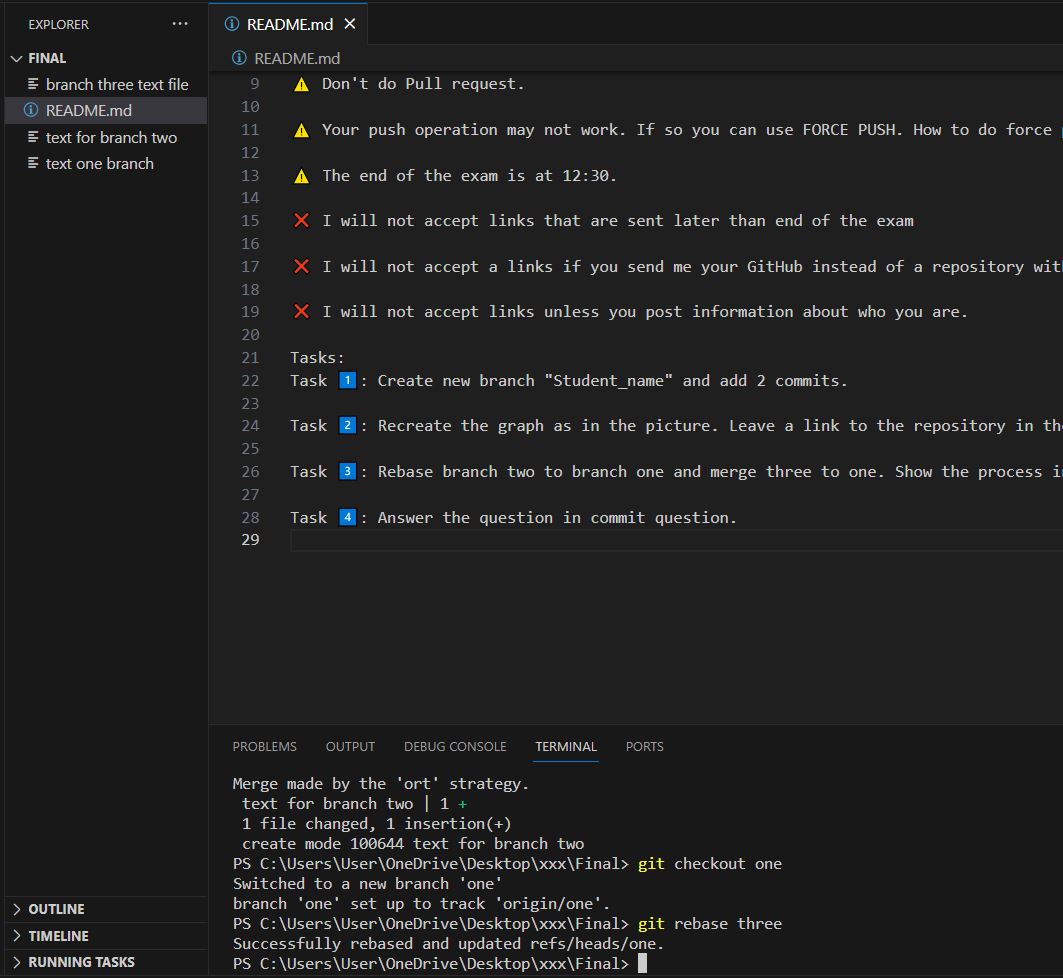 EXPLORER
···
README.md
FINAL
README.md
branch three text file
README.md
text for branch two
text one branch
9 ⚠️ Don't do Pull request.
10
11 ⚠️ Your push operation may not work. If so you can use FORCE PUSH. How to do force
12
13 ⚠️ The end of the exam is at 12:30.
14
15 ❌ I will not accept links that are sent later than end of the exam
16
17 ❌ I will not accept a links if you send me your GitHub instead of a repository wit
18
19 ❌ I will not accept links unless you post information about who you are.
20
21 Tasks:
22 Task 1️⃣: Create new branch "Student_name" and add 2 commits.
23
24 Task 2️⃣: Recreate the graph as in the picture. Leave a link to the repository in the
25
26 Task 3️⃣: Rebase branch two to branch one and merge three to one. Show the process i
27
28 Task 4️⃣: Answer the question in commit question.
29
PROBLEMS OUTPUT DEBUG CONSOLE TERMINAL PORTS
Merge made by the 'ort' strategy.
text for branch two | 1 +
1 file changed, 1 insertion(+)
create mode 100644 text for branch two
PS C:\Users\User\OneDrive\Desktop\xxx\Final> git checkout one
Switched to a new branch 'one'
branch 'one' set up to track 'origin/one'.
PS C:\Users\User\OneDrive\Desktop\xxx\Final> git rebase three
Successfully rebased and updated refs/heads/one.
PS C:\Users\User\OneDrive\Desktop\xxx\Final>
OUTLINE
TIMELINE
RUNNING TASKS